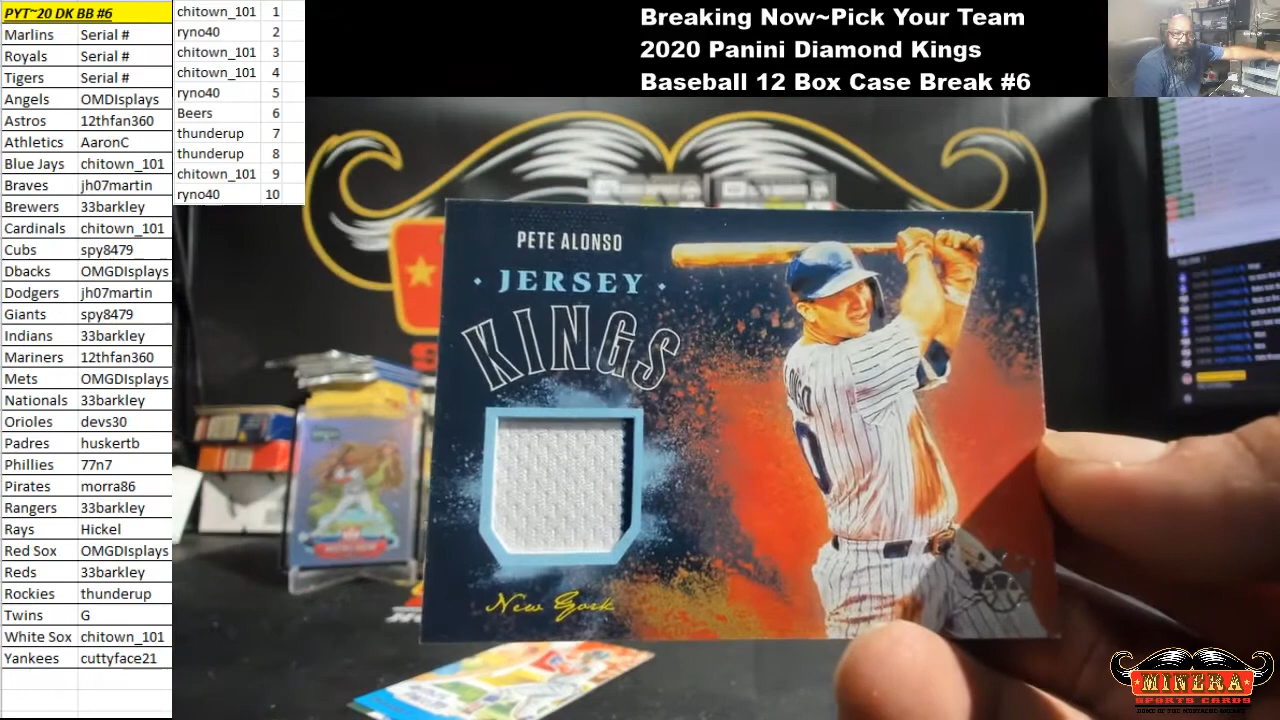 PYT~20 DK BB #6
Marlins Serial #
Royals Serial #
Tigers Serial #
Angels OMDIsplays
Astros 12thfan360
Athletics AaronC
Blue Jays chitown_101
Braves jh07martin
Brewers 33barkley
Cardinals chitown_101
Cubs spy8479
Dbacks OMGDIsplays
Dodgers jh07martin
Giants spy8479
Indians 33barkley
Mariners 12thfan360
Mets OMGDIsplays
Nationals 33barkley
Orioles devs30
Padres huskertb
Phillies 77n7
Pirates morra86
Rangers 33barkley
Rays Hickel
Red Sox OMGDIsplays
Reds 33barkley
Rockies thunderup
Twins G
White Sox chitown_101
Yankees cuttyface21
chitown_101 1
ryno40 2
chitown_101 3
chitown_101 4
ryno40 5
Beers 6
thunderup 7
thunderup 8
chitown_101 9
ryno40 10
Breaking Now~Pick Your Team
2020 Panini Diamond Kings
Baseball 12 Box Case Break #6
PETE ALONSO
· JERSEY ·
KINGS
New York
MINERA
SPORTS CARDS